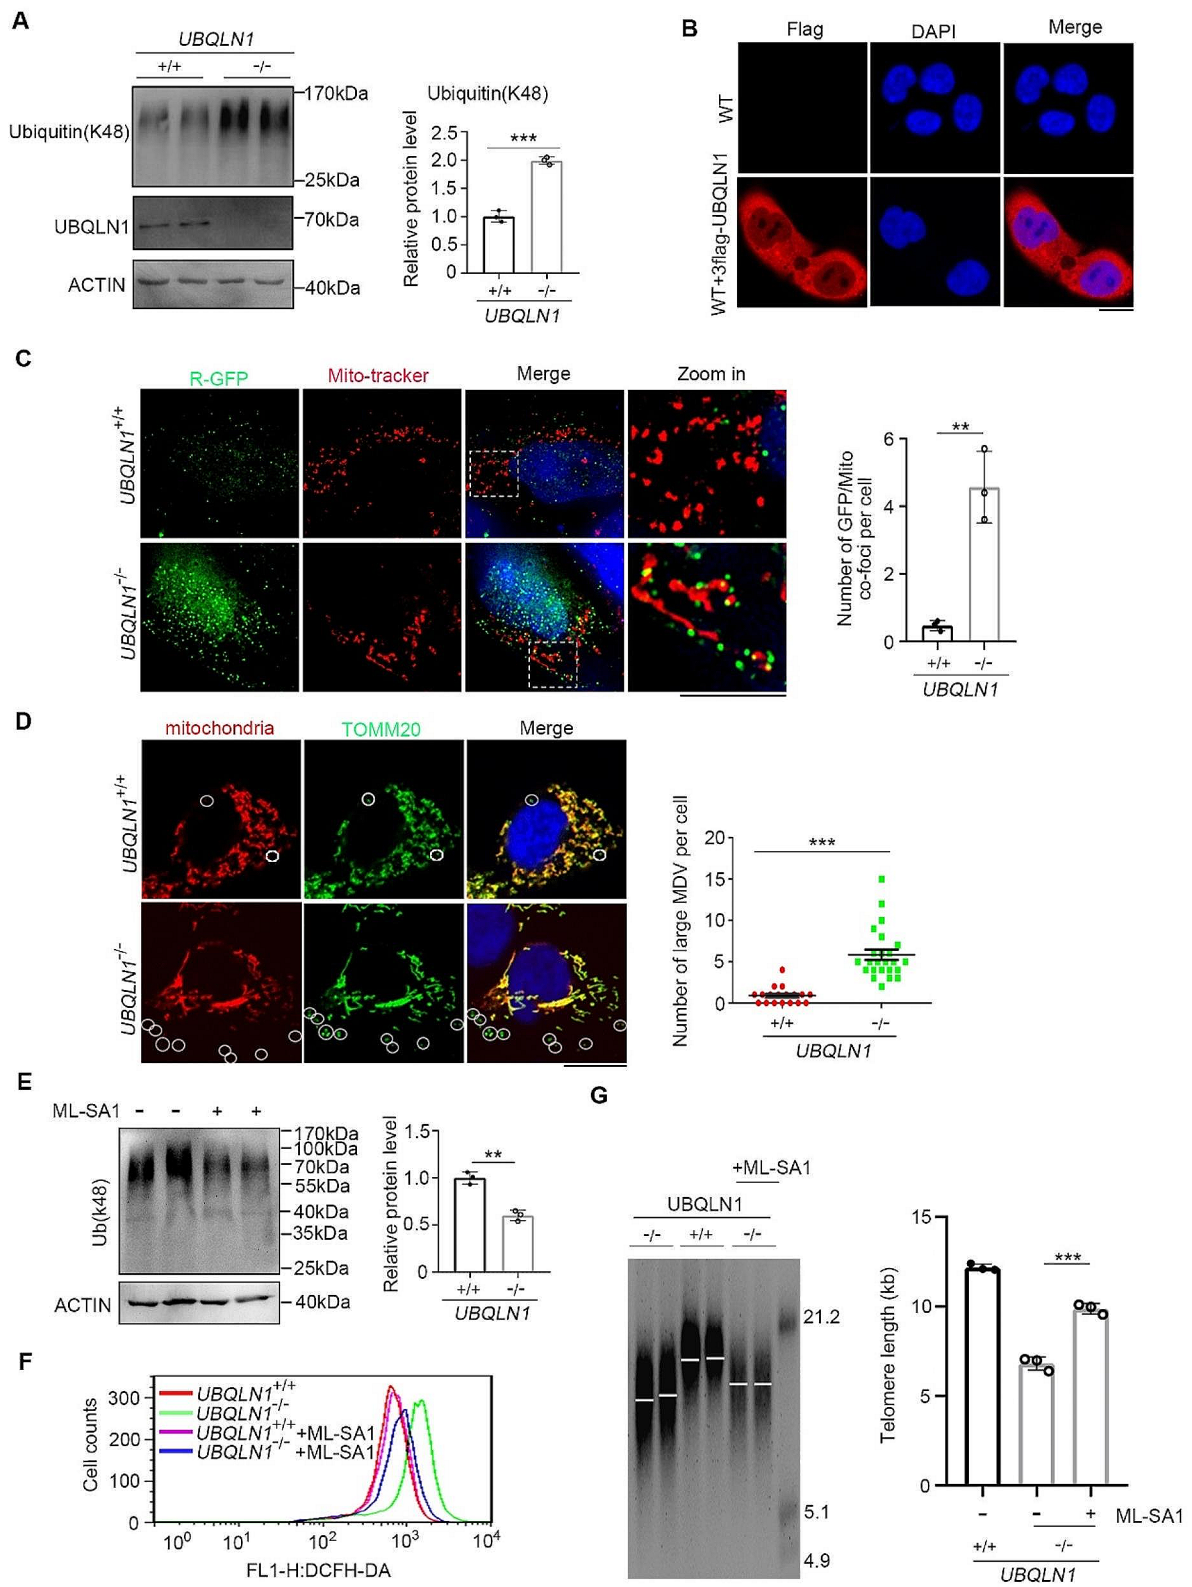 A
UBQLN1
+/+ -/-
Ubiquitin(K48)
170kDa
25kDa
UBQLN1
70kDa
ACTIN
40kDa
Ubiquitin(K48)
Relative protein level
2.5
2.0
1.5
1.0
0.5
0
***
+/+ -/-
UBQLN1
B
Flag DAPI Merge
WT
WT+3flag-UBQLN1
C
R-GFP Mito-tracker Merge Zoom in
UBQLN1+/+
UBQLN1-/-
Number of GFP/Mito
co-foci per cell
6
4
2
0
**
+/+ -/-
UBQLN1
D
mitochondria TOMM20 Merge
UBQLN1+/+
UBQLN1-/-
Number of large MDV per cell
20
15
10
5
0
***
+/+ -/-
UBQLN1
E
ML-SA1 - - + +
Ub(k48)
170kDa
100kDa
70kDa
55kDa
40kDa
35kDa
25kDa
ACTIN
40kDa
Relative protein level
1.5
1.0
0.5
0
**
+/+ -/-
UBQLN1
F
Cell counts
300
200
100
0
UBQLN1+/+
UBQLN1-/-
UBQLN1+/+ +ML-SA1
UBQLN1-/- +ML-SA1
10^0 10^1 10^2 10^3 10^4
FL1-H:DCFH-DA
G
+ML-SA1
UBQLN1
-/- +/+ -/-
21.2
5.1
4.9
Telomere length (kb)
15
10
5
0
***
- - + ML-SA1
+/+ -/-
UBQLN1